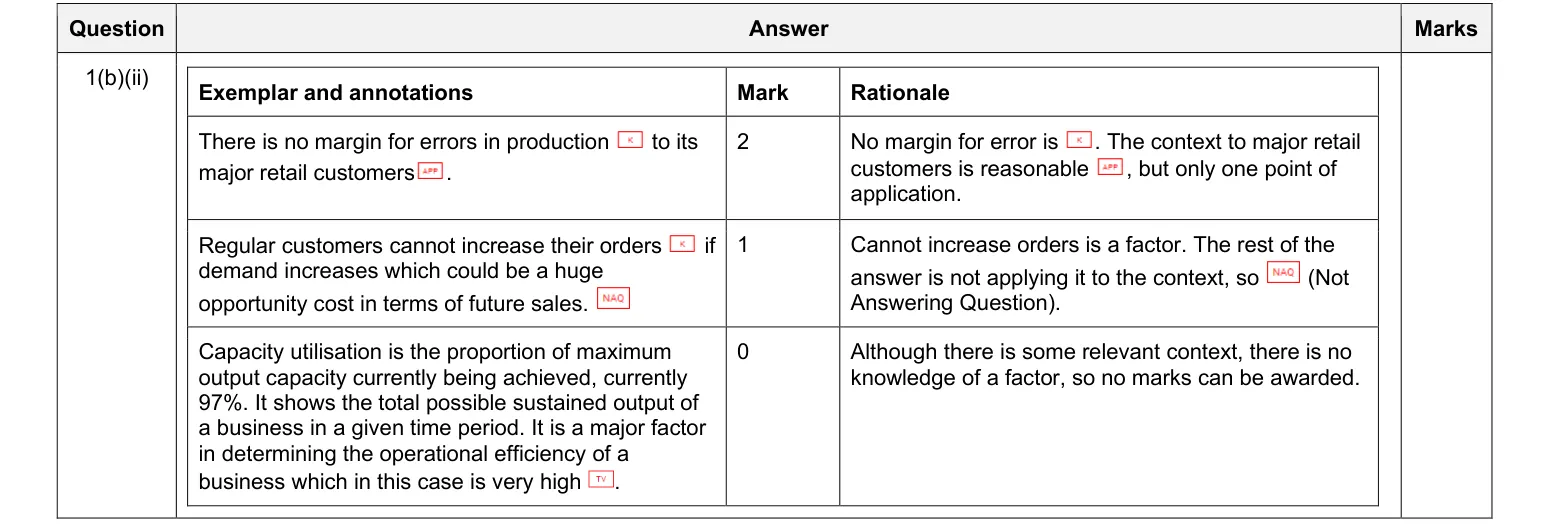 Question Answer Marks
1(b)(ii)
Exemplar and annotations Mark Rationale
There is no margin for errors in production K to its
major retail customers APP .
2
No margin for error is K . The context to major retail
customers is reasonable APP , but only one point of
application.
Regular customers cannot increase their orders K if
demand increases which could be a huge
opportunity cost in terms of future sales. NAQ
1
Cannot increase orders is a factor. The rest of the
answer is not applying it to the context, so NAQ (Not
Answering Question).
Capacity utilisation is the proportion of maximum
output capacity currently being achieved, currently
97%. It shows the total possible sustained output of
a business in a given time period. It is a major factor
in determining the operational efficiency of a
business which in this case is very high TV .
0
Although there is some relevant context, there is no
knowledge of a factor, so no marks can be awarded.